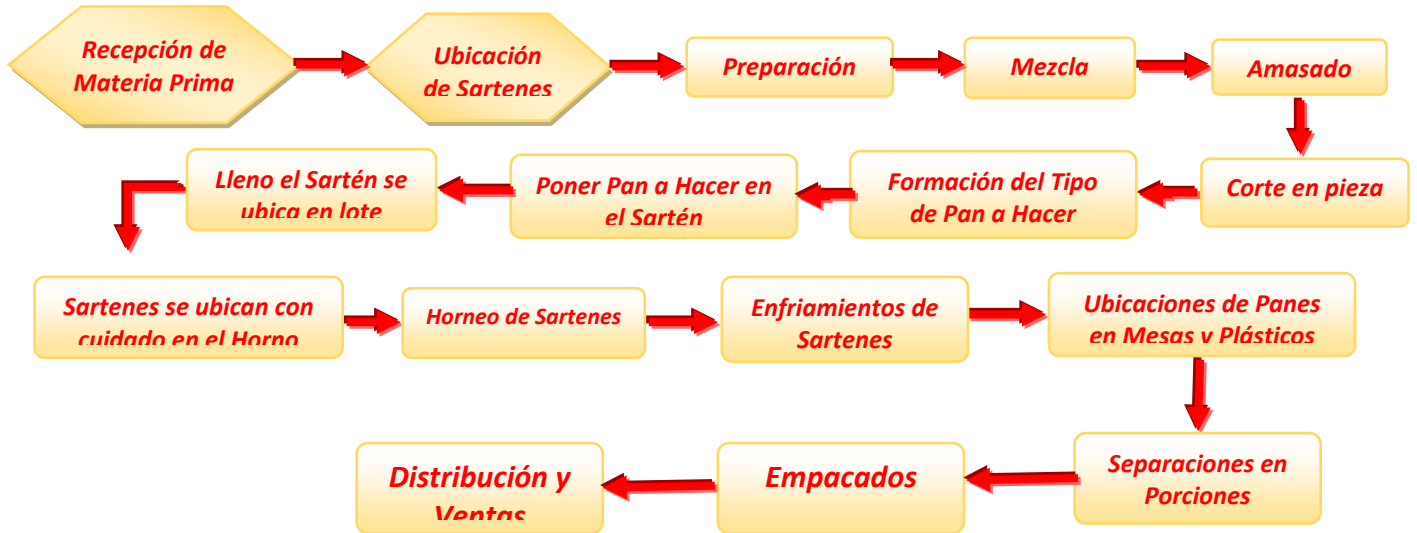 Recepción de
Materia Prima
Ubicación
de Sartenes
Preparación
Mezcla
Amasado
Corte en pieza
Formación del Tipo
de Pan a Hacer
Poner Pan a Hacer en
el Sartén
Lleno el Sartén se
ubica en lote
Sartenes se ubican con
cuidado en el Horno
Horneo de Sartenes
Enfriamientos de
Sartenes
Ubicaciones de Panes
en Mesas y Plásticos
Separaciones en
Porciones
Empacados
Distribución y
Ventas